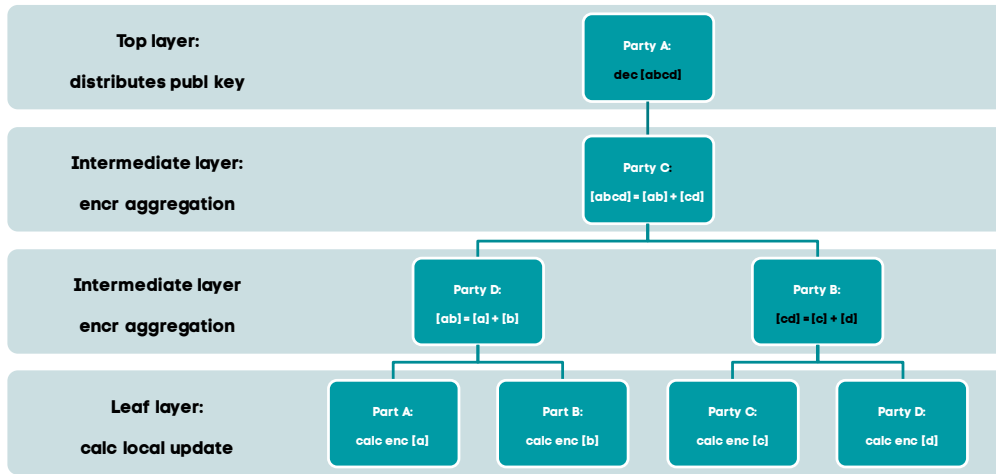 Top layer:
distributes publ key
Party A:
dec [abcd]
Intermediate layer:
encr aggregation
Party C:
[abcd] = [ab] + [cd]
Intermediate layer
encr aggregation
Party D:
[ab] = [a] + [b]
Party B:
[cd] = [c] + [d]
Leaf layer:
calc local update
Part A:
calc enc [a]
Part B:
calc enc [b]
Party C:
calc enc [c]
Party D:
calc enc [d]